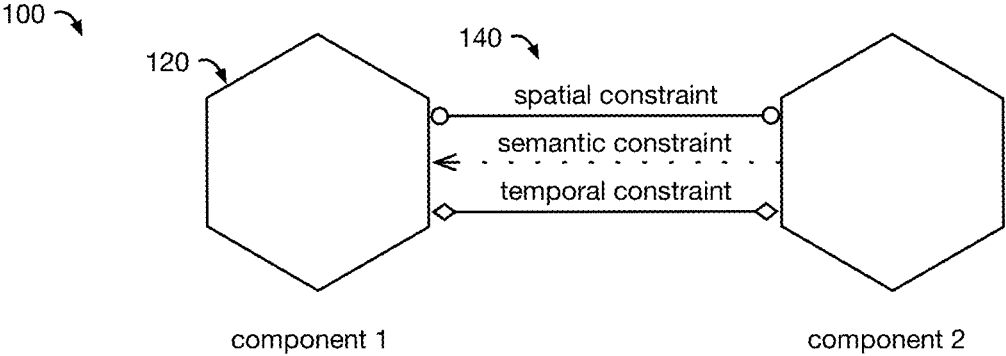 100
120
140
spatial constraint
semantic constraint
temporal constraint
component 1
component 2